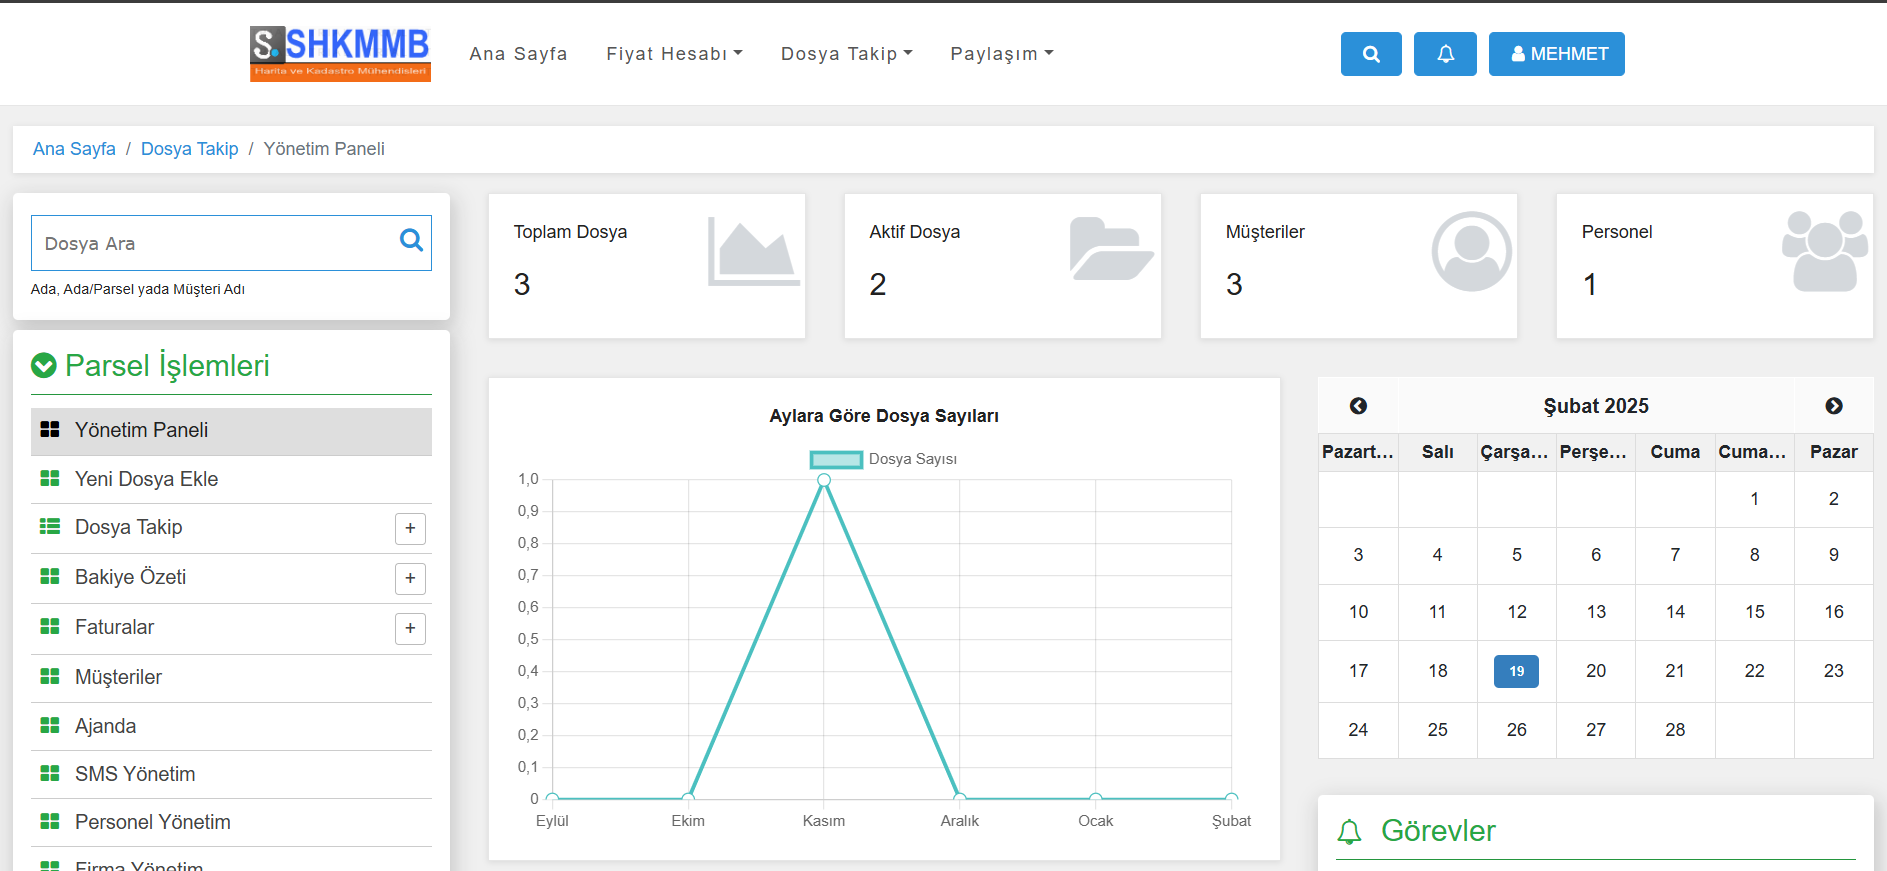 S.SHKMMB
Harita ve Kadastro Mühendisleri
Ana Sayfa
Fiyat Hesabı
Dosya Takip
Paylaşım
MEHMET
Ana Sayfa / Dosya Takip / Yönetim Paneli
Dosya Ara
Ada, Ada/Parsel yada Müşteri Adı
Parsel İşlemleri
Yönetim Paneli
Yeni Dosya Ekle
Dosya Takip +
Bakiye Özeti +
Faturalar +
Müşteriler
Ajanda
SMS Yönetim
Personel Yönetim
Firma Yönetim
Toplam Dosya
3
Aktif Dosya
2
Müşteriler
3
Personel
1
Aylara Göre Dosya Sayıları
Dosya Sayısı
1,0
0,9
0,8
0,7
0,6
0,5
0,4
0,3
0,2
0,1
0
Eylül Ekim Kasım Aralık Ocak Şubat
Şubat 2025
Pazart... Salı Çarşa... Perşe... Cuma Cuma... Pazar
1 2
3 4 5 6 7 8 9
10 11 12 13 14 15 16
17 18 19 20 21 22 23
24 25 26 27 28
Görevler